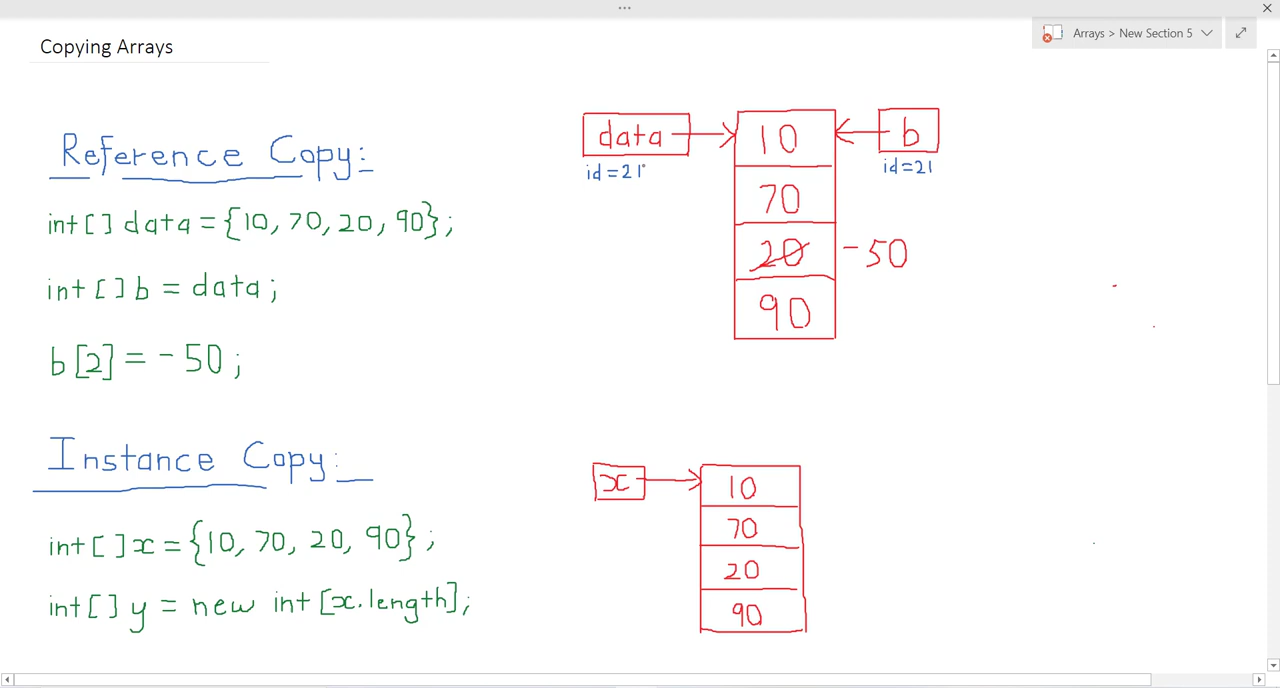 Copying Arrays
Arrays > New Section 5
Reference Copy:
int[] data = {10, 70, 20, 90};
int[] b = data;
b[2] = -50;
data
id=21
10
70
20
90
-50
b
id=21
Instance Copy:
int[] x = {10, 70, 20, 90};
int[] y = new int[x.length];
x
10
70
20
90